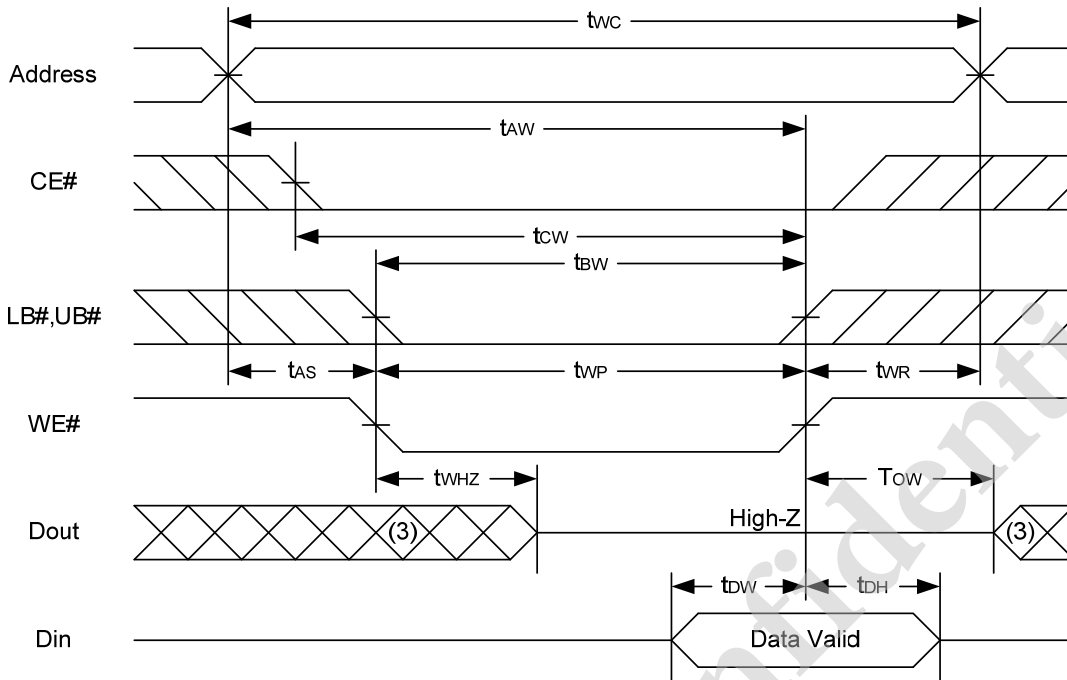 tWC
Address
tAW
CE#
tCW
tBW
LB#,UB#
tAS
tWP
tWR
WE#
tWHZ
TOW
Dout
(3)
High-Z
(3)
tDW
tDH
Din
Data Valid
nfidenti